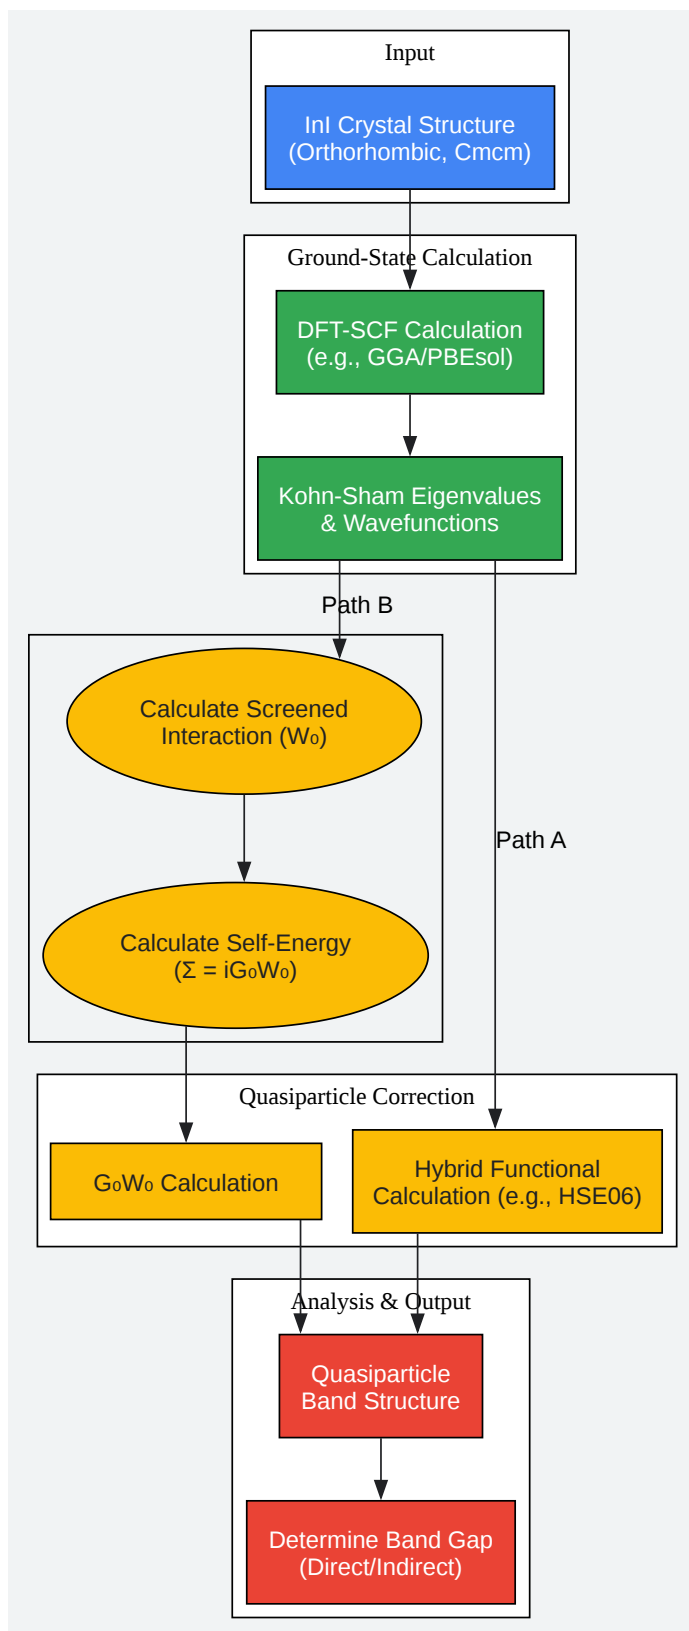 Input
InI Crystal Structure
(Orthorhombic, Cmcm)
Ground-State Calculation
DFT-SCF Calculation
(e.g., GGA/PBEsol)
Kohn-Sham Eigenvalues
& Wavefunctions
Path B
Calculate Screened
Interaction (W₀)
Path A
Calculate Self-Energy
(Σ = iG₀W₀)
Quasiparticle Correction
G₀W₀ Calculation
Hybrid Functional
Calculation (e.g., HSE06)
Analysis & Output
Quasiparticle
Band Structure
Determine Band Gap
(Direct/Indirect)